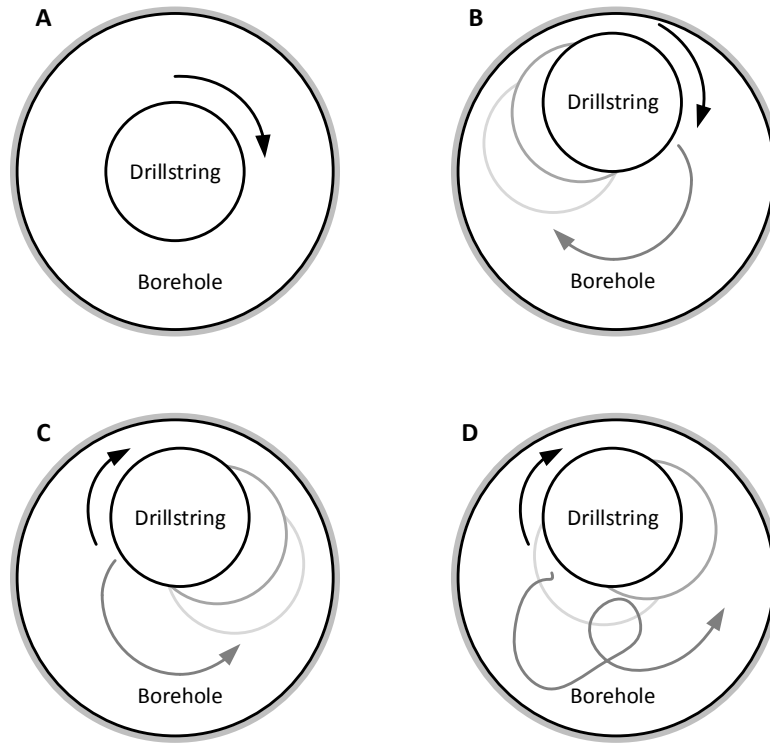 A
Drillstring
Borehole
B
Drillstring
Borehole
C
Drillstring
Borehole
D
Drillstring
Borehole